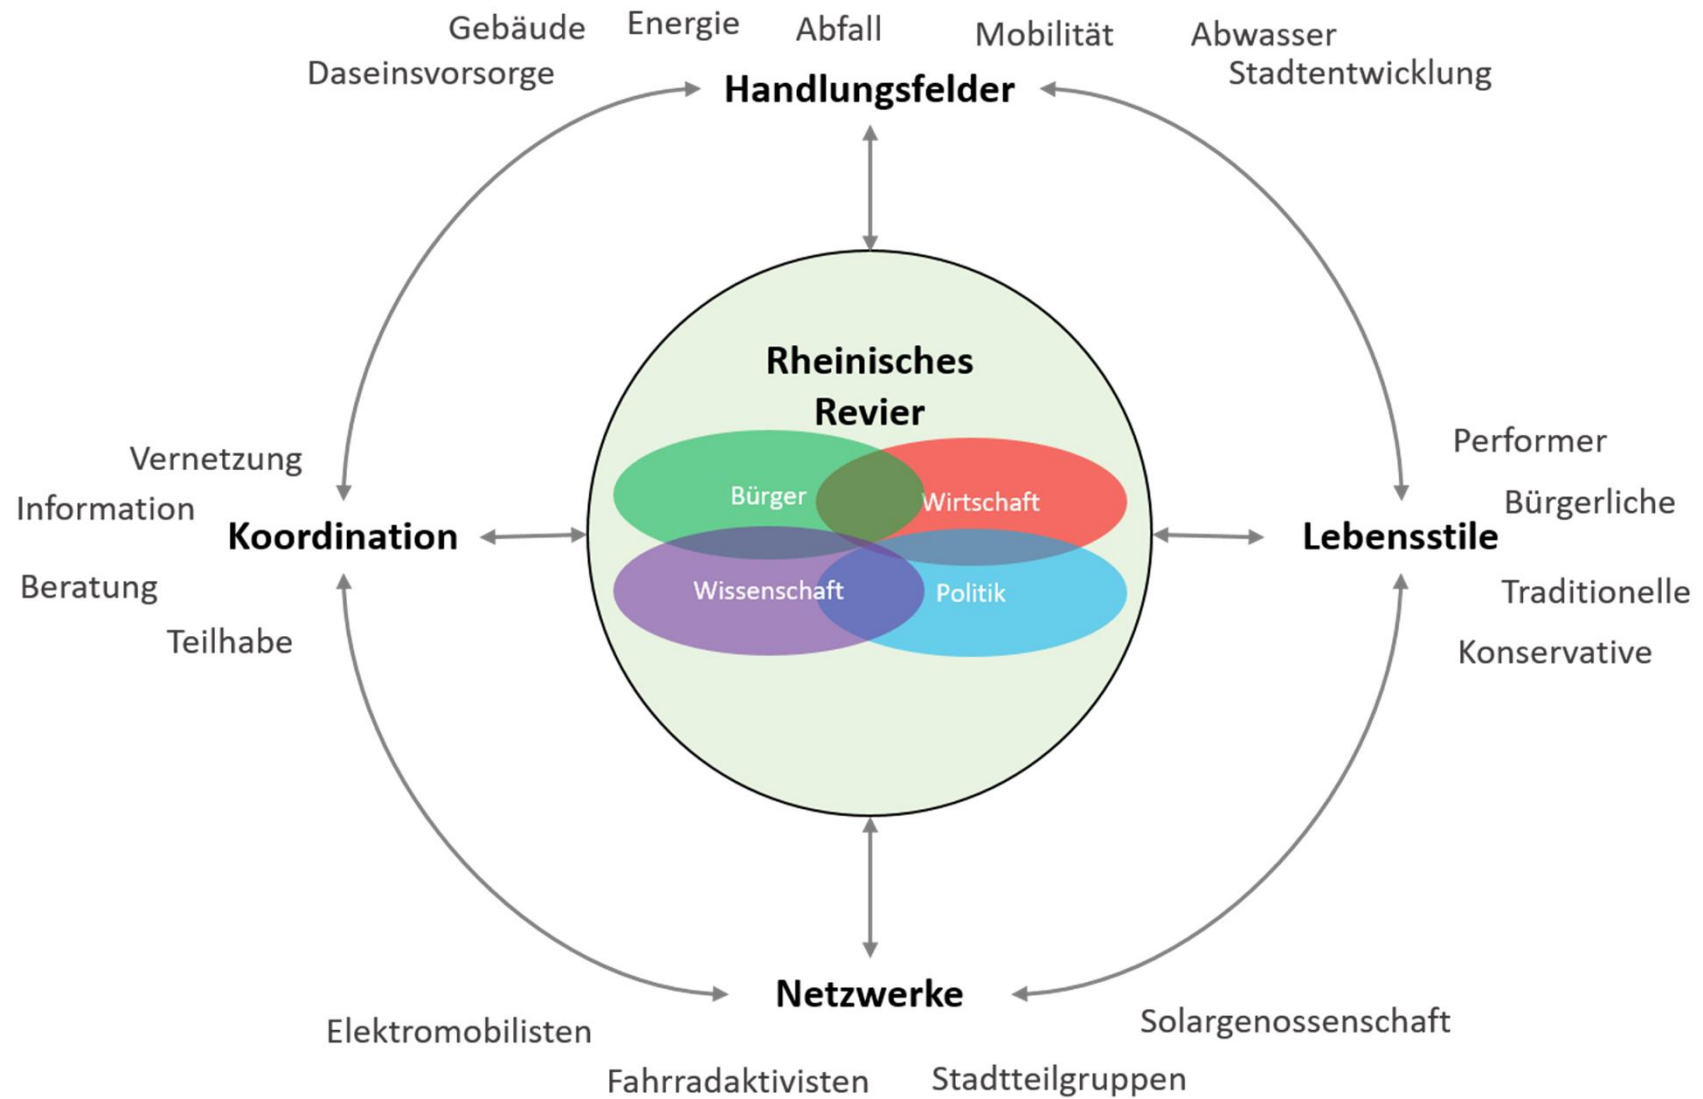 Gebäude
Energie
Abfall
Mobilität
Abwasser
Daseinsvorsorge
Stadtentwicklung
Handlungsfelder
Rheinisches
Revier
Bürger
Wirtschaft
Wissenschaft
Politik
Vernetzung
Information
Koordination
Beratung
Teilhabe
Performer
Bürgerliche
Lebensstile
Traditionelle
Konservative
Netzwerke
Elektromobilisten
Solargenossenschaft
Fahrradaktivisten
Stadtteilgruppen